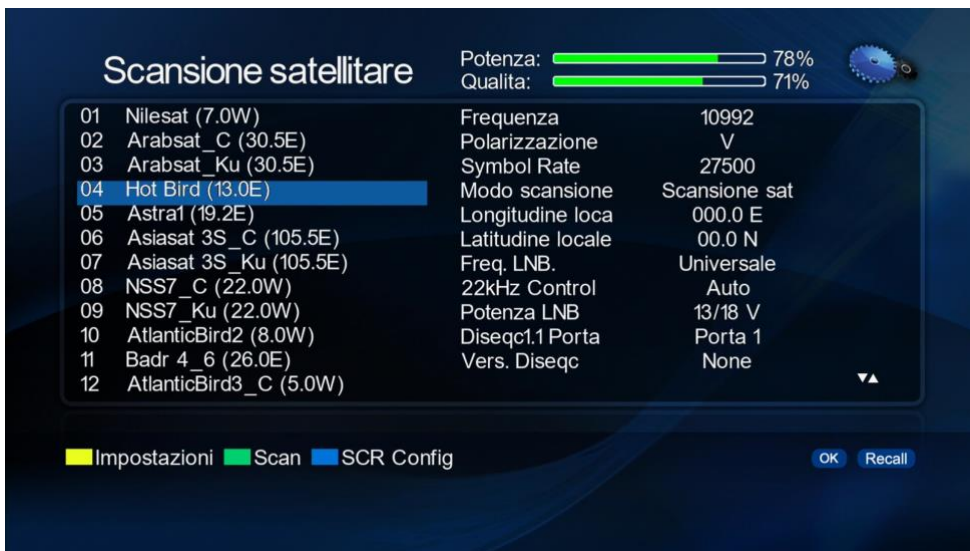 Scansione satellitare
Potenza: 78%
Qualita: 71%
01 Nilesat (7.0W)
02 Arabsat_C (30.5E)
03 Arabsat_Ku (30.5E)
04 Hot Bird (13.0E)
05 Astra1 (19.2E)
06 Asiasat 3S_C (105.5E)
07 Asiasat 3S_Ku (105.5E)
08 NSS7_C (22.0W)
09 NSS7_Ku (22.0W)
10 AtlanticBird2 (8.0W)
11 Badr 4_6 (26.0E)
12 AtlanticBird3_C (5.0W)
Frequenza 10992
Polarizzazione V
Symbol Rate 27500
Modo scansione Scansione sat
Longitudine loca 000.0 E
Latitudine locale 00.0 N
Freq. LNB. Universale
22kHz Control Auto
Potenza LNB 13/18 V
Diseqc1.1 Porta Porta 1
Vers. Diseqc None
Impostazioni Scan SCR Config OK Recall